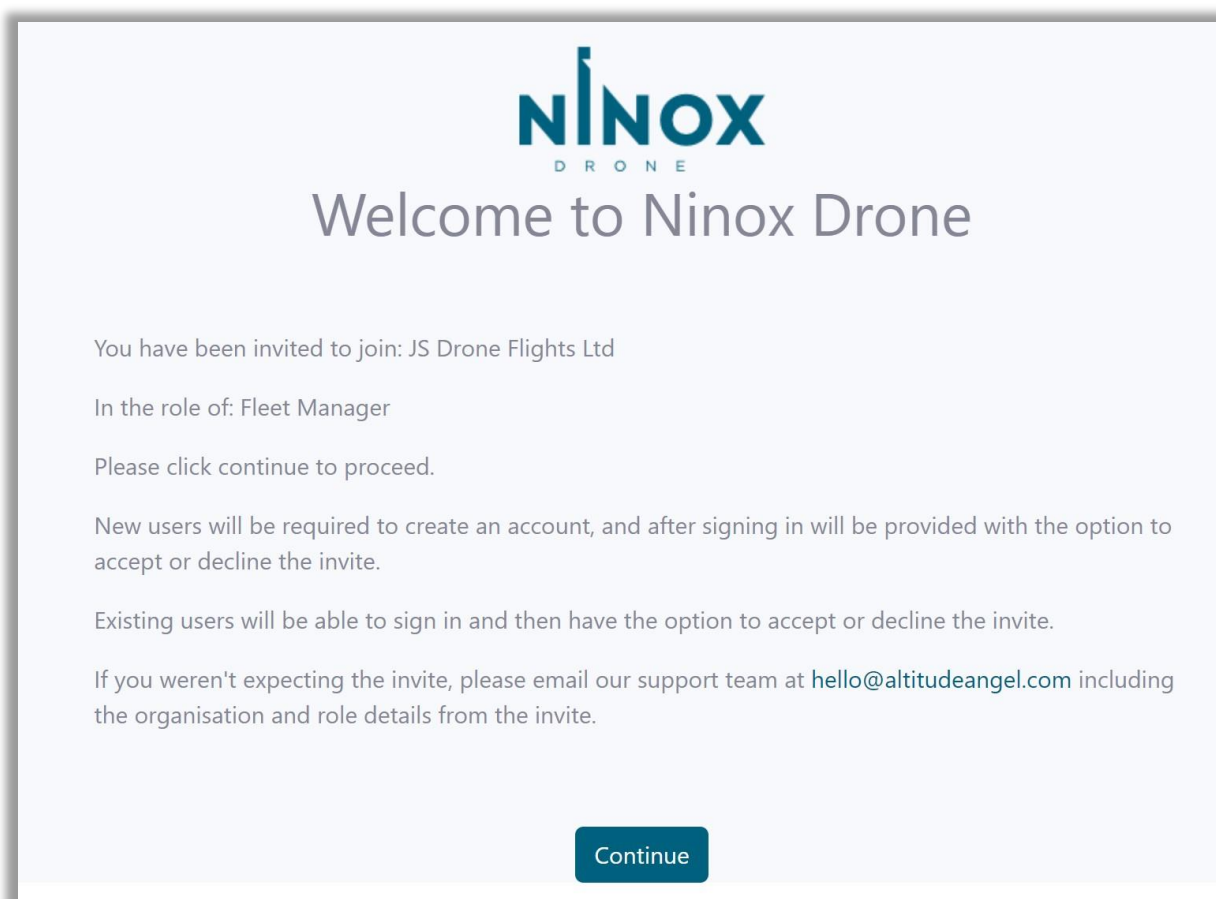 NINOX
DRONE
Welcome to Ninox Drone
You have been invited to join: JS Drone Flights Ltd
In the role of: Fleet Manager
Please click continue to proceed.
New users will be required to create an account, and after signing in will be provided with the option to
accept or decline the invite.
Existing users will be able to sign in and then have the option to accept or decline the invite.
If you weren't expecting the invite, please email our support team at hello@altitudeangel.com including
the organisation and role details from the invite.
Continue